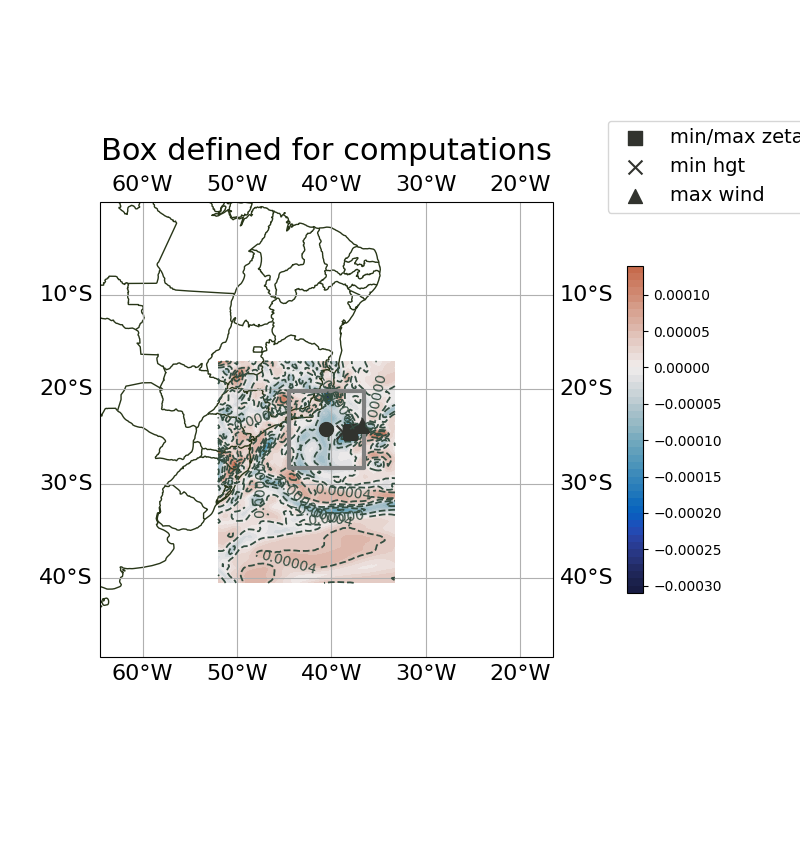 min/max zeta
min hgt
max wind
Box defined for computations
60°W 50°W 40°W 30°W 20°W
10°S 10°S
20°S 20°S
30°S 30°S
40°S 40°S
60°W 50°W 40°W 30°W 20°W
0.00004
0.00004
0.00010
0.00005
0.00000
−0.00005
−0.00010
−0.00015
−0.00020
−0.00025
−0.00030